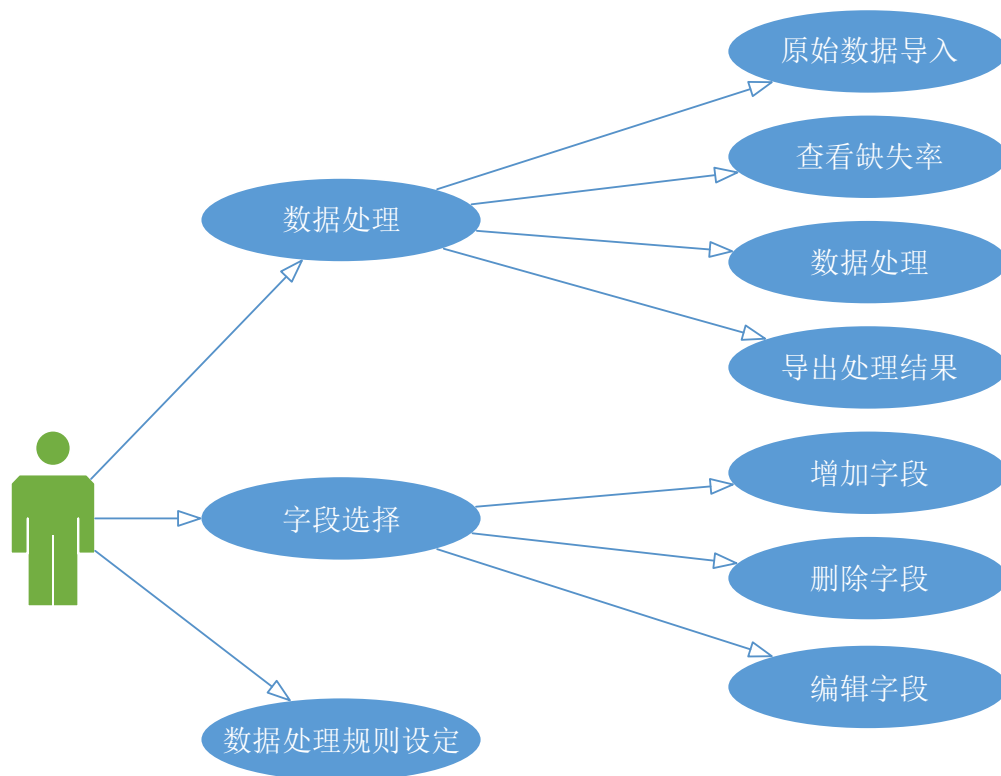 原始数据导入
查看缺失率
数据处理
数据处理
导出处理结果
增加字段
字段选择
删除字段
编辑字段
数据处理规则设定